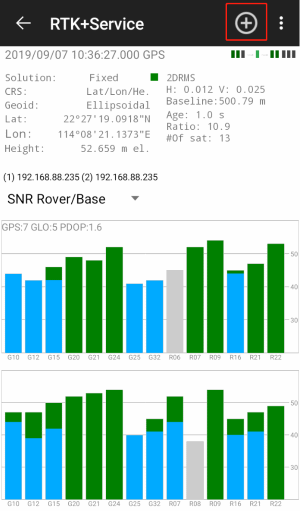 RTK+Service
2019/09/07 10:36:27.000 GPS
Solution: Fixed
CRS: Lat/Lon/He.
Geoid: Ellipsoidal
Lat: 22°27'19.0918"N
Lon: 114°08'21.1373"E
Height: 52.659 m el.
2DRMS
H: 0.012 V: 0.025
Baseline:500.79 m
Age: 1.0 s
Ratio: 10.9
#Of sat: 13
(1) 192.168.88.235 (2) 192.168.88.235
SNR Rover/Base
GPS:7 GLO:5 PDOP:1.6
50
40
30
G10 G12 G15 G20 G21 G24 G25 G32 R06 R07 R09 R16 R21 R22
50
40
30
G10 G12 G15 G20 G21 G24 G25 G32 R07 R08 R09 R16 R21 R22